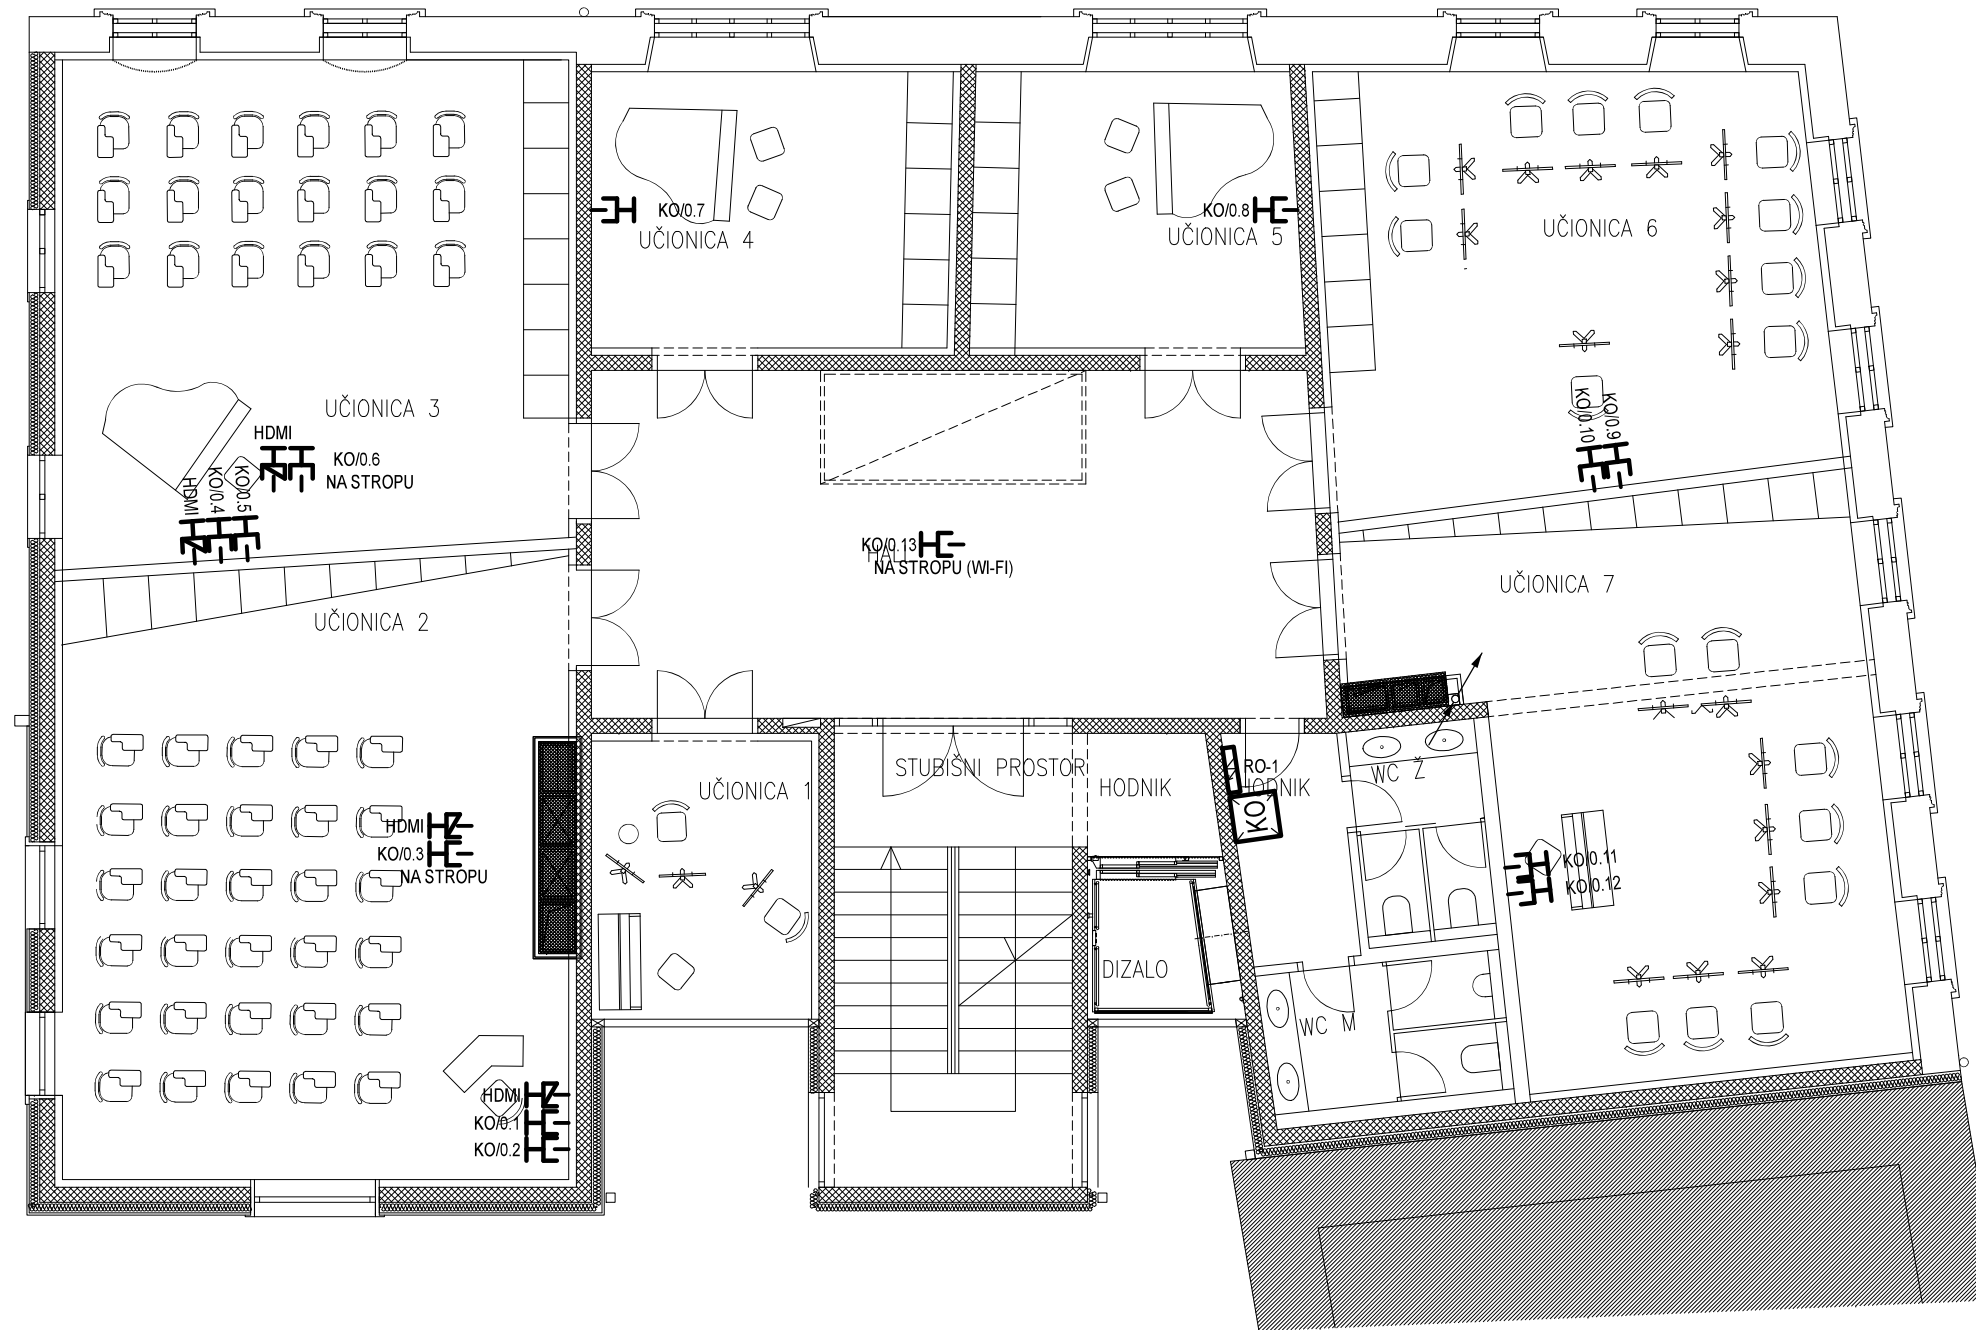 KO/0.7
UČIONICA 4
KO/0.8
UČIONICA 5
UČIONICA 6
UČIONICA 3
HDMI
KO/0.6
NA STROPU
HDMI
KO/0.4
KO/0.5
KO/0.10
KO/0.9
KO/0.13
HALL
NA STROPU (WI-FI)
UČIONICA 7
UČIONICA 2
STUBIŠNI PROSTOR
HODNIK
RO-1
HODNIK
KO
WC Ž
UČIONICA 1
HDMI
KO/0.3
NA STROPU
KO/0.11
KO/0.12
DIZALO
WC M
HDMI
KO/0.1
KO/0.2